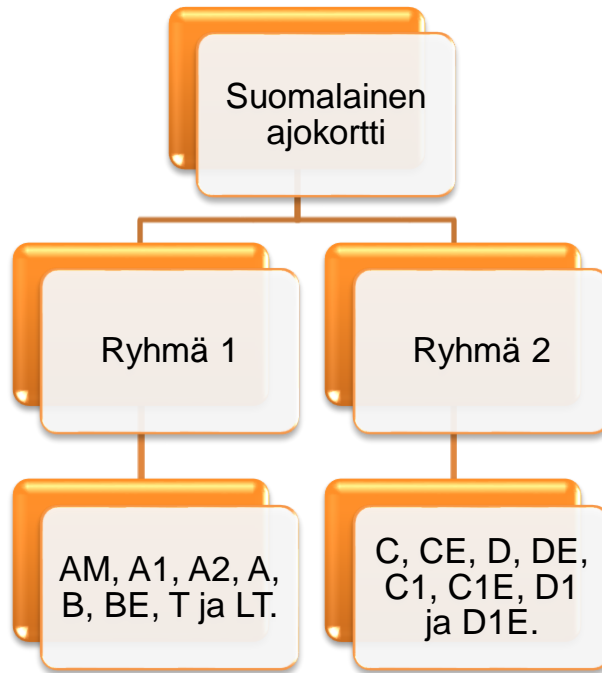 Suomalainen
ajokortti
Ryhmä 1
Ryhmä 2
AM, A1, A2, A,
B, BE, T ja LT.
C, CE, D, DE,
C1, C1E, D1
ja D1E.